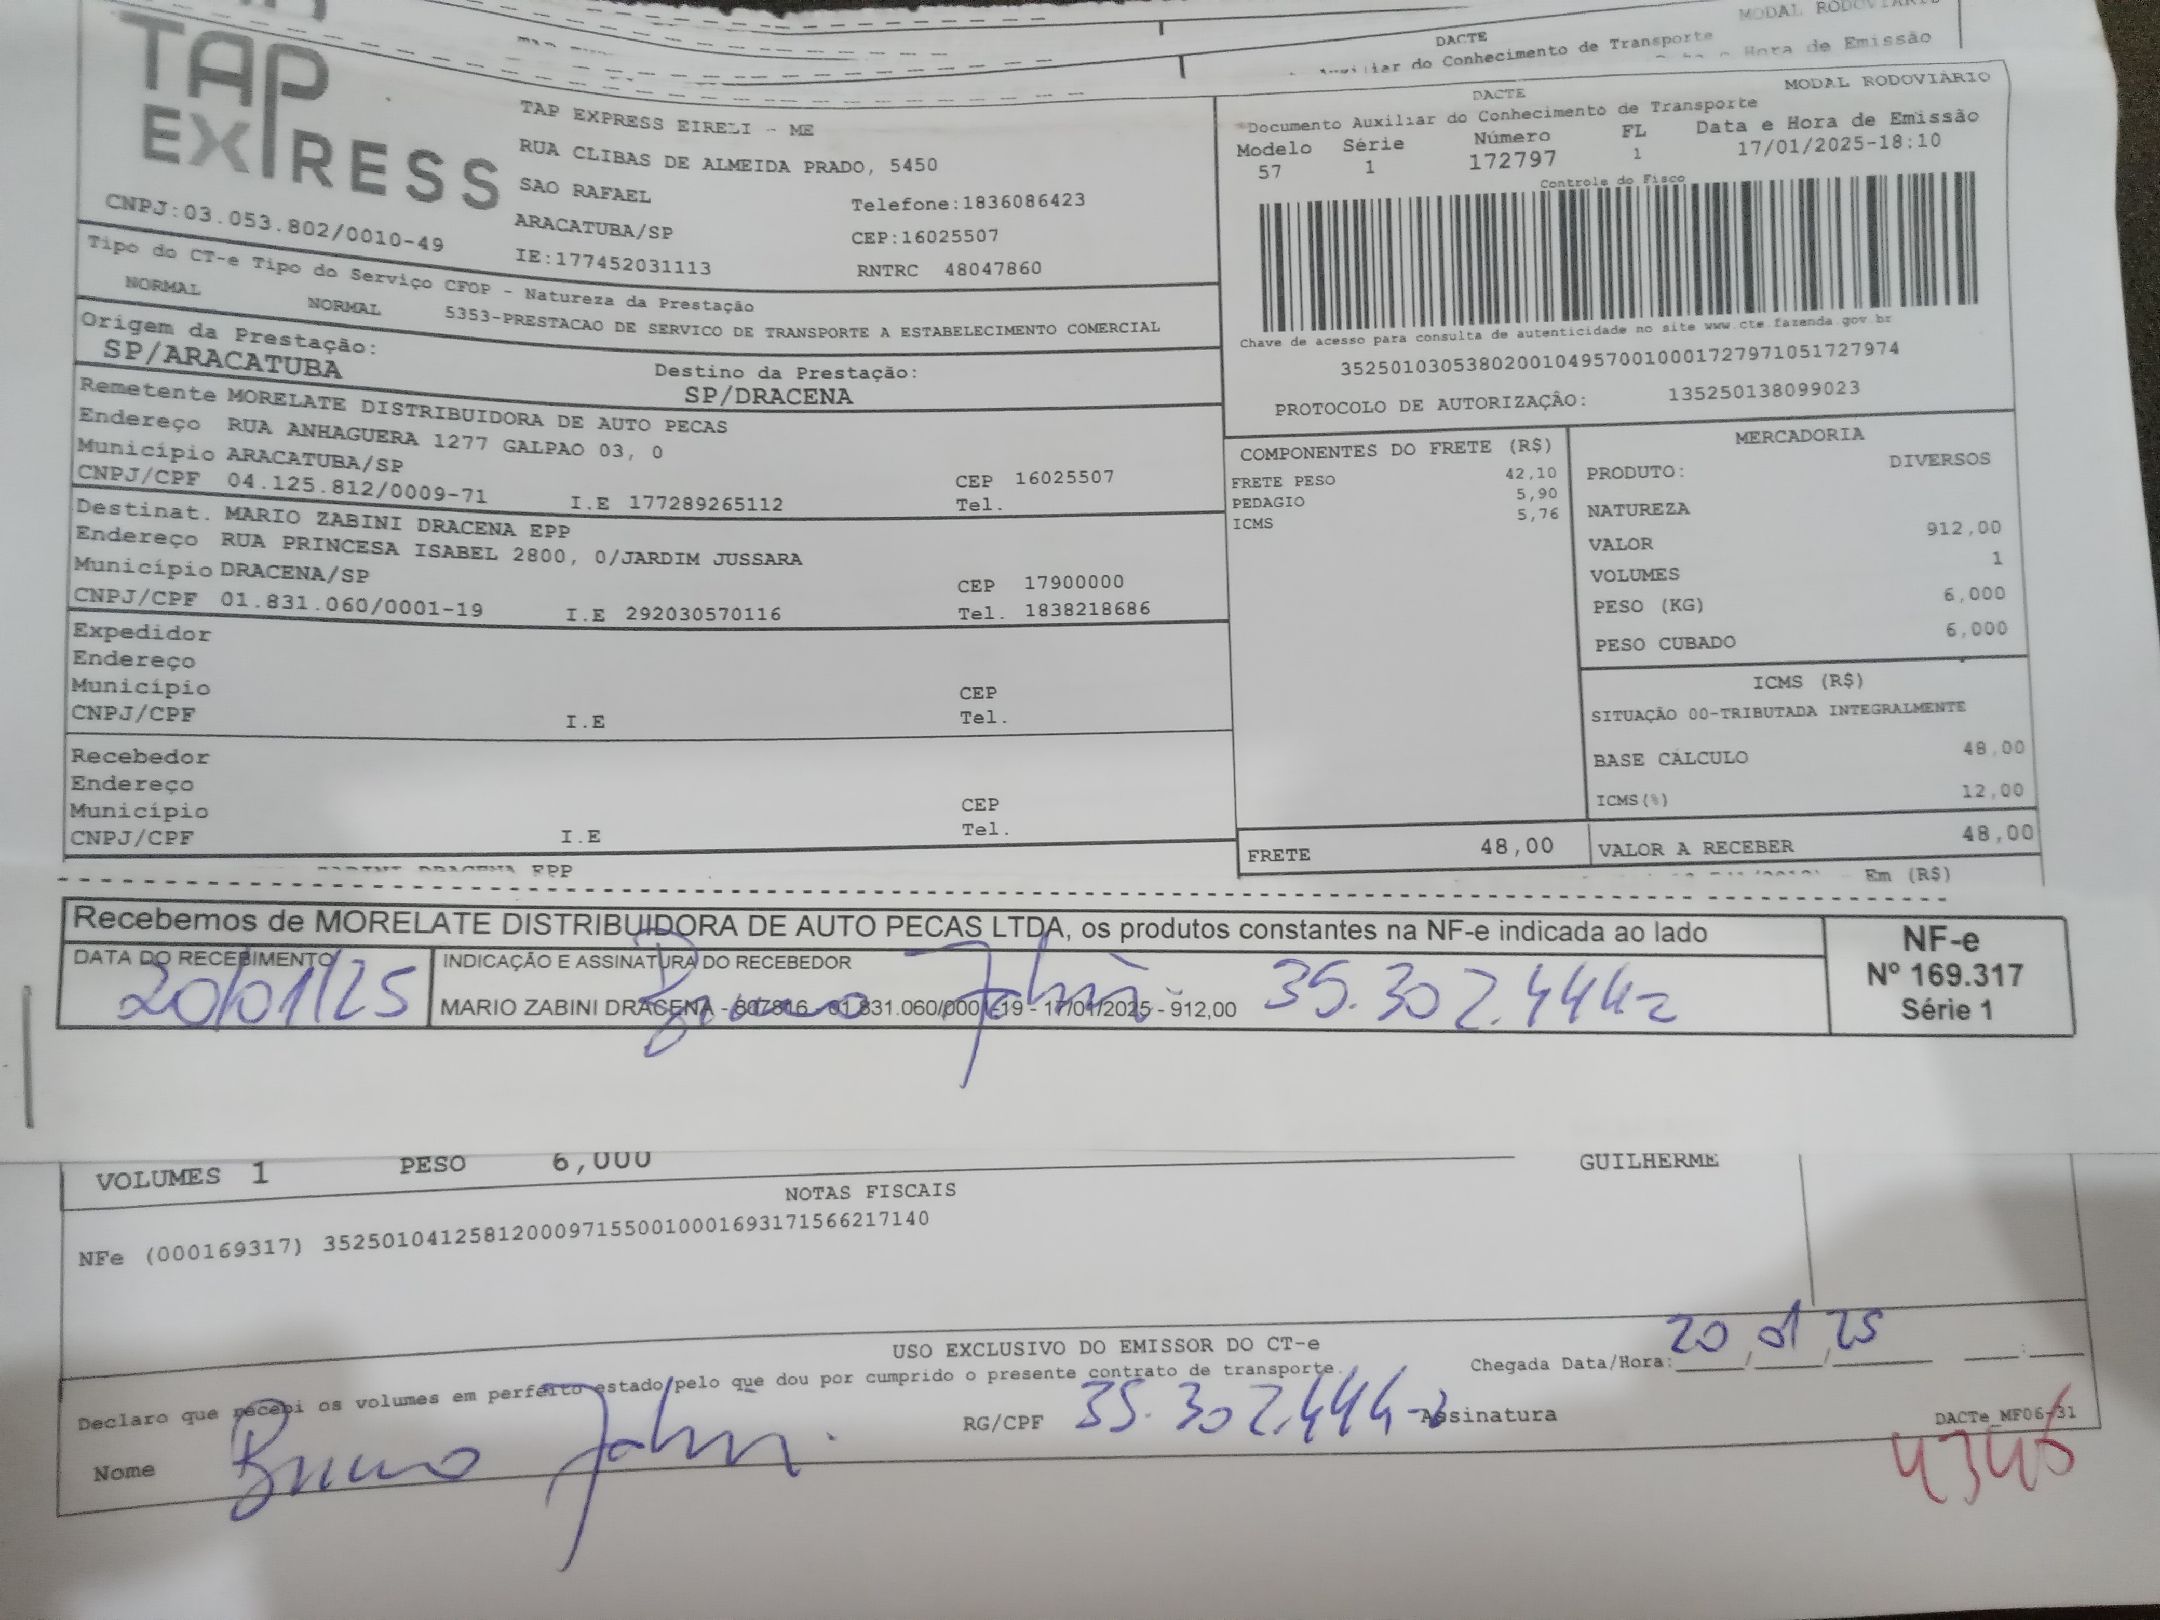 MODAL RODOVIÁRIO
DACTE
do Conhecimento de Transporte
Hora de Emissão
TAP
EXPRESS
CNPJ:03.053.802/0010-49
TAP EXPRESS EIRELI - ME
RUA CLIBAS DE ALMEIDA PRADO, 5450
SAO RAFAEL
Telefone:1836086423
ARACATUBA/SP
CEP:16025507
IE:177452031113
RNTRC 48047860
DACTE
MODAL RODOVIÁRIO
Documento Auxiliar do Conhecimento de Transporte
Modelo Série Número FL Data e Hora de Emissão
57 1 172797 1 17/01/2025-18:10
Controle do Fisco
Chave de acesso para consulta de autenticidade no site www.cte.fazenda.gov.br
35250103053802001049570010001727971051727974
PROTOCOLO DE AUTORIZAÇÃO: 135250138099023
Tipo do CT-e Tipo do Serviço CFOP - Natureza da Prestação
NORMAL NORMAL 5353-PRESTACAO DE SERVICO DE TRANSPORTE A ESTABELECIMENTO COMERCIAL
Origem da Prestação:
SP/ARACATUBA
Destino da Prestação:
SP/DRACENA
Remetente MORELATE DISTRIBUIDORA DE AUTO PECAS
Endereço RUA ANHAGUERA 1277 GALPAO 03, 0
Município ARACATUBA/SP
CEP 16025507
CNPJ/CPF 04.125.812/0009-71 I.E 177289265112 Tel.
Destinat. MARIO ZABINI DRACENA EPP
Endereço RUA PRINCESA ISABEL 2800, 0/JARDIM JUSSARA
Município DRACENA/SP
CEP 17900000
CNPJ/CPF 01.831.060/0001-19 I.E 292030570116 Tel. 1838218686
Expedidor
Endereço
Município CEP
CNPJ/CPF I.E Tel.
Recebedor
Endereço
Município CEP
CNPJ/CPF I.E Tel.
COMPONENTES DO FRETE (R$)
FRETE PESO 42,10
PEDAGIO 5,90
ICMS 5,76
MERCADORIA
PRODUTO: DIVERSOS
NATUREZA
VALOR 912,00
VOLUMES 1
PESO (KG) 6,000
PESO CUBADO 6,000
ICMS (R$)
SITUAÇÃO 00-TRIBUTADA INTEGRALMENTE
BASE CÁLCULO 48,00
ICMS(%) 12,00
FRETE 48,00 VALOR A RECEBER 48,00
DRACENA EPP
Em (R$)
Recebemos de MORELATE DISTRIBUIDORA DE AUTO PECAS LTDA, os produtos constantes na NF-e indicada ao lado
DATA DO RECEBIMENTO
20/01/25
INDICAÇÃO E ASSINATURA DO RECEBEDOR
MARIO ZABINI DRACENA - 807816 - 01.831.060/0001-19 - 17/01/2025 - 912,00
Bruno
NF-e
Nº 169.317
Série 1
VOLUMES 1 PESO 6,000
GUILHERME
NOTAS FISCAIS
NFe (000169317) 35250104125812000971550010001693171566217140
USO EXCLUSIVO DO EMISSOR DO CT-e
Declaro que recebi os volumes em perfeito estado pelo que dou por cumprido o presente contrato de transporte.
Chegada Data/Hora: 20/01/25 :
Nome Bruno
RG/CPF 35.302.444-2 Assinatura
DACTe_MF06-31
4346